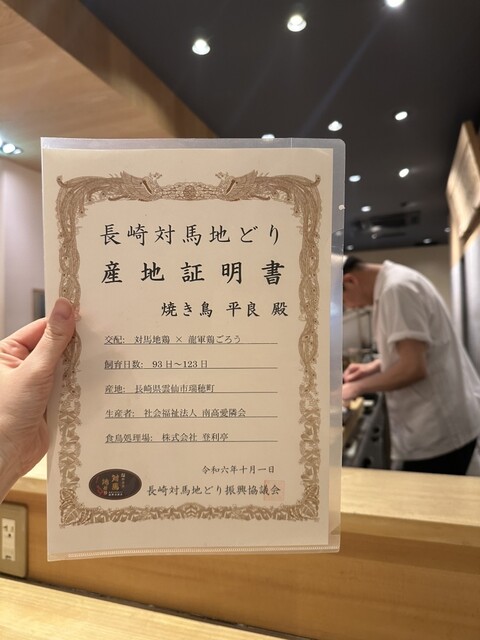 長崎対馬地どり
産地証明書
焼き鳥 平良 殿
交配: 対馬地鶏 × 龍軍鶏ごろう
飼育日数: 93日～123日
産地: 長崎県雲仙市瑞穂町
生産者: 社会福祉法人 南高愛隣会
食鳥処理場: 株式会社 登利亭
令和六年十月一日
長崎対馬地どり振興協議会